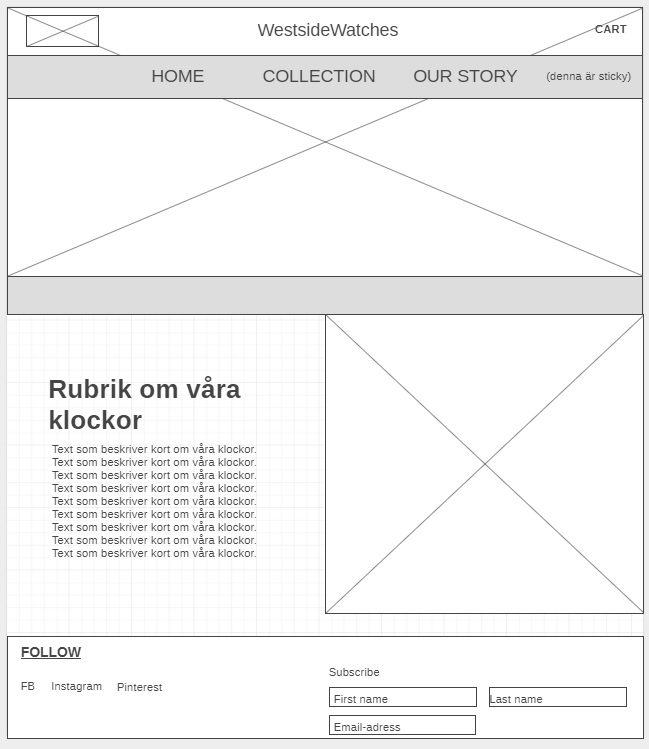 WestsideWatches
CART
HOME COLLECTION OUR STORY (denna är sticky)
Rubrik om våra
klockor
Text som beskriver kort om våra klockor.
Text som beskriver kort om våra klockor.
Text som beskriver kort om våra klockor.
Text som beskriver kort om våra klockor.
Text som beskriver kort om våra klockor.
Text som beskriver kort om våra klockor.
Text som beskriver kort om våra klockor.
Text som beskriver kort om våra klockor.
Text som beskriver kort om våra klockor.
FOLLOW
FB Instagram Pinterest
Subscribe
First name Last name
Email-adress